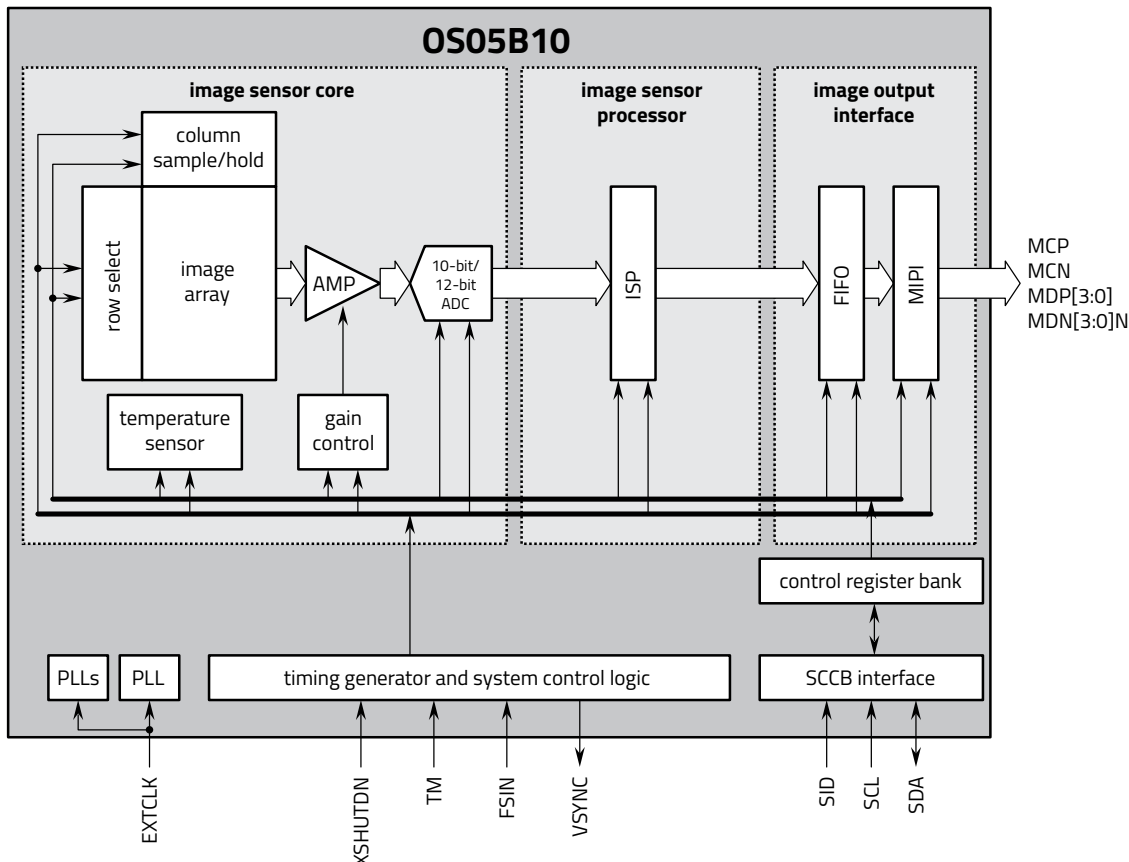 OS05B10
image sensor core
image sensor
processor
image output
interface
column
sample/hold
row select
image
array
AMP
10-bit/
12-bit
ADC
ISP
FIFO
MIPI
MCP
MCN
MDP[3:0]
MDN[3:0]N
temperature
sensor
gain
control
control register bank
PLLs
PLL
timing generator and system control logic
SCCB interface
EXTCLK
XSHUTDN
TM
FSIN
VSYNC
SID
SCL
SDA